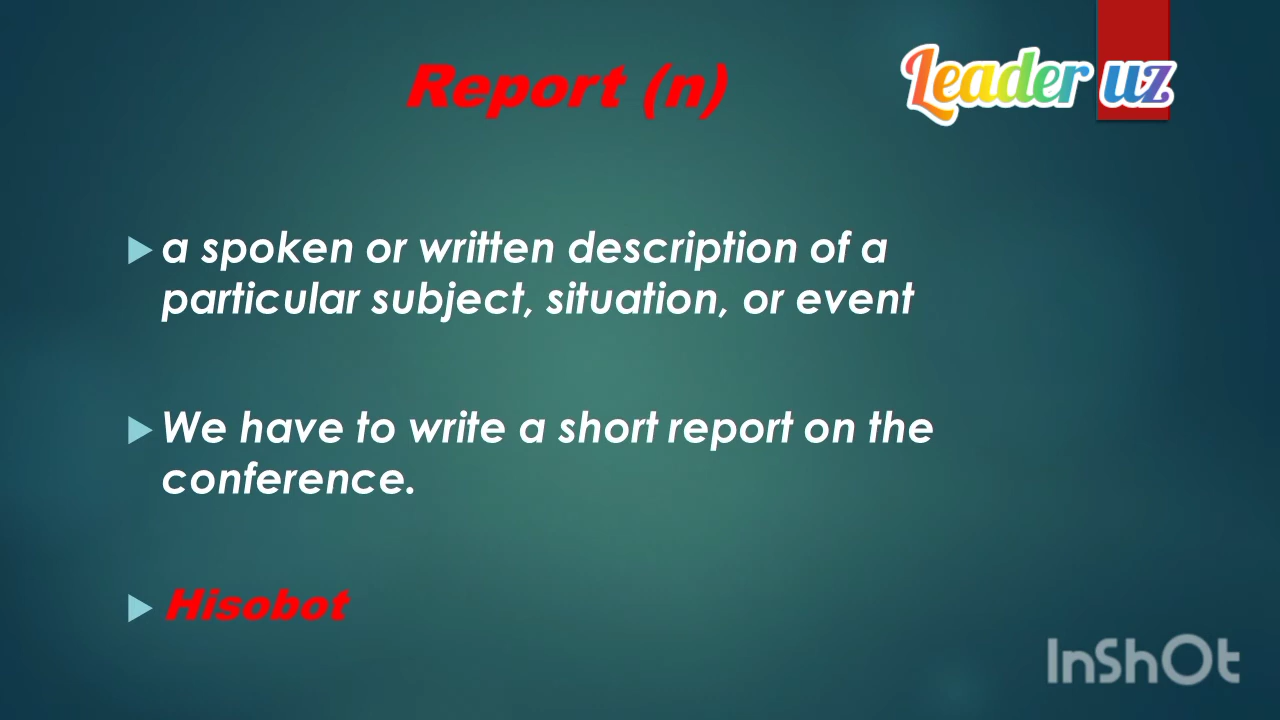 Report (n)
Leader uz
a spoken or written description of a
particular subject, situation, or event
We have to write a short report on the
conference.
Hisobot
InShOt